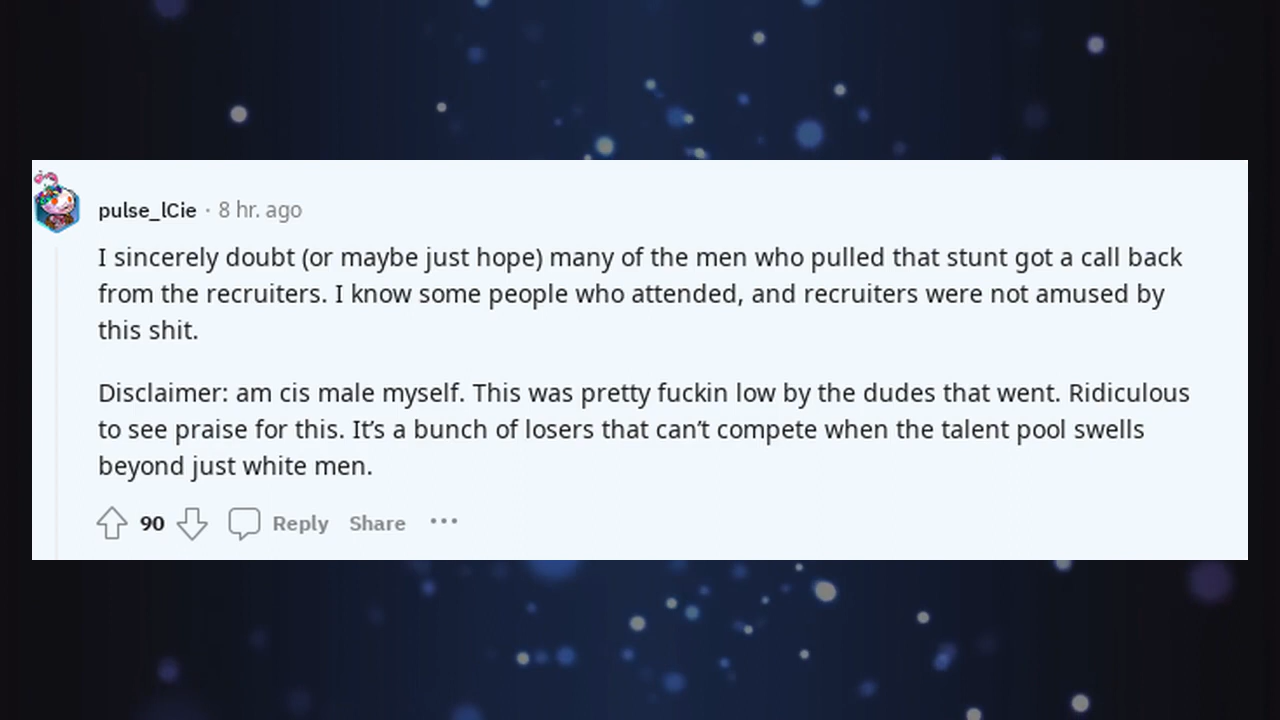 pulse_lCie · 8 hr. ago
I sincerely doubt (or maybe just hope) many of the men who pulled that stunt got a call back
from the recruiters. I know some people who attended, and recruiters were not amused by
this shit.
Disclaimer: am cis male myself. This was pretty fuckin low by the dudes that went. Ridiculous
to see praise for this. It’s a bunch of losers that can’t compete when the talent pool swells
beyond just white men.
90 Reply Share ···